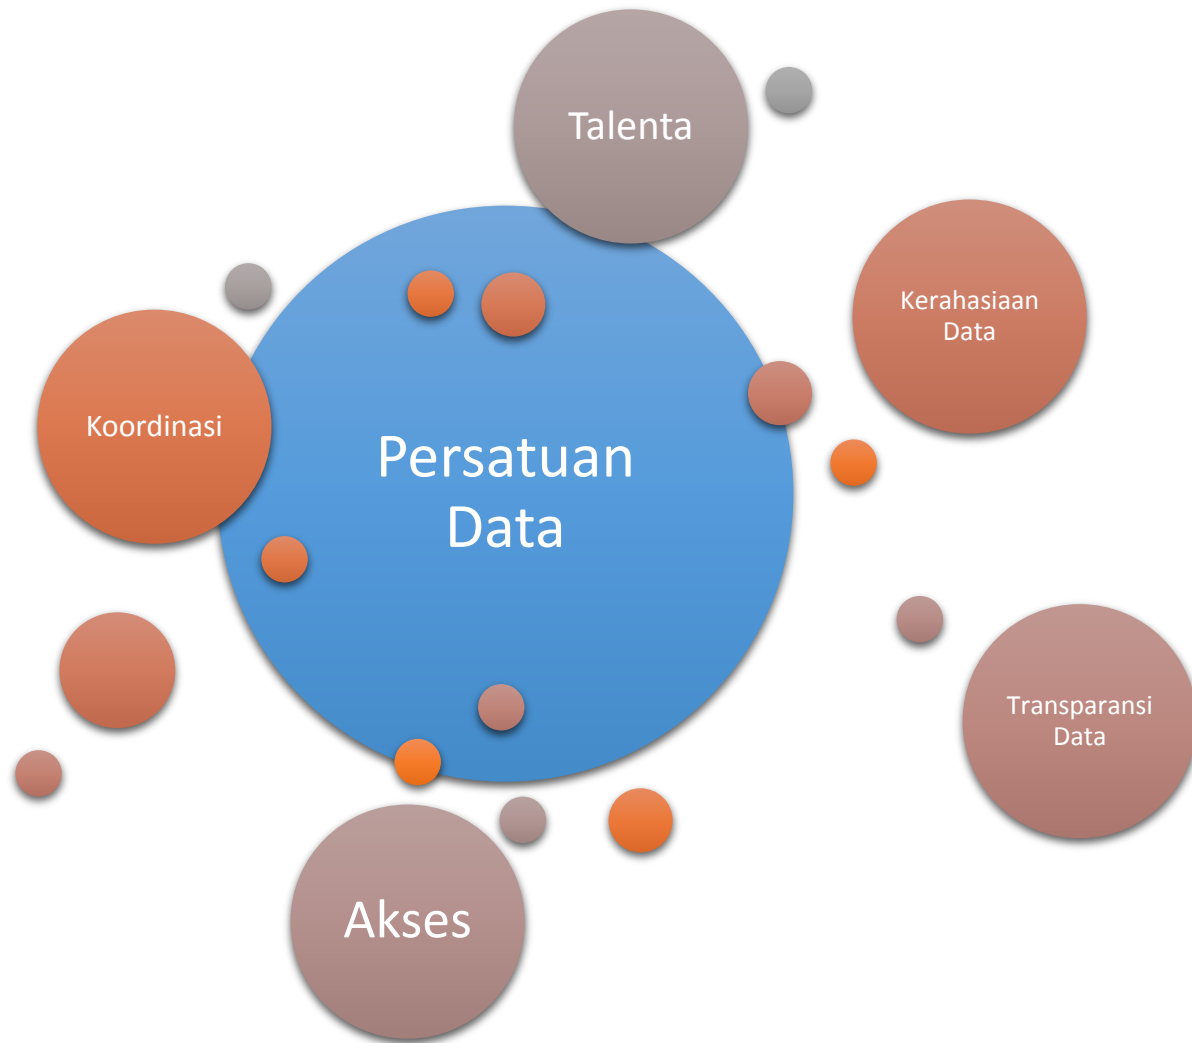 Talenta
Kerahasiaan
Data
Koordinasi
Persatuan
Data
Transparansi
Data
Akses